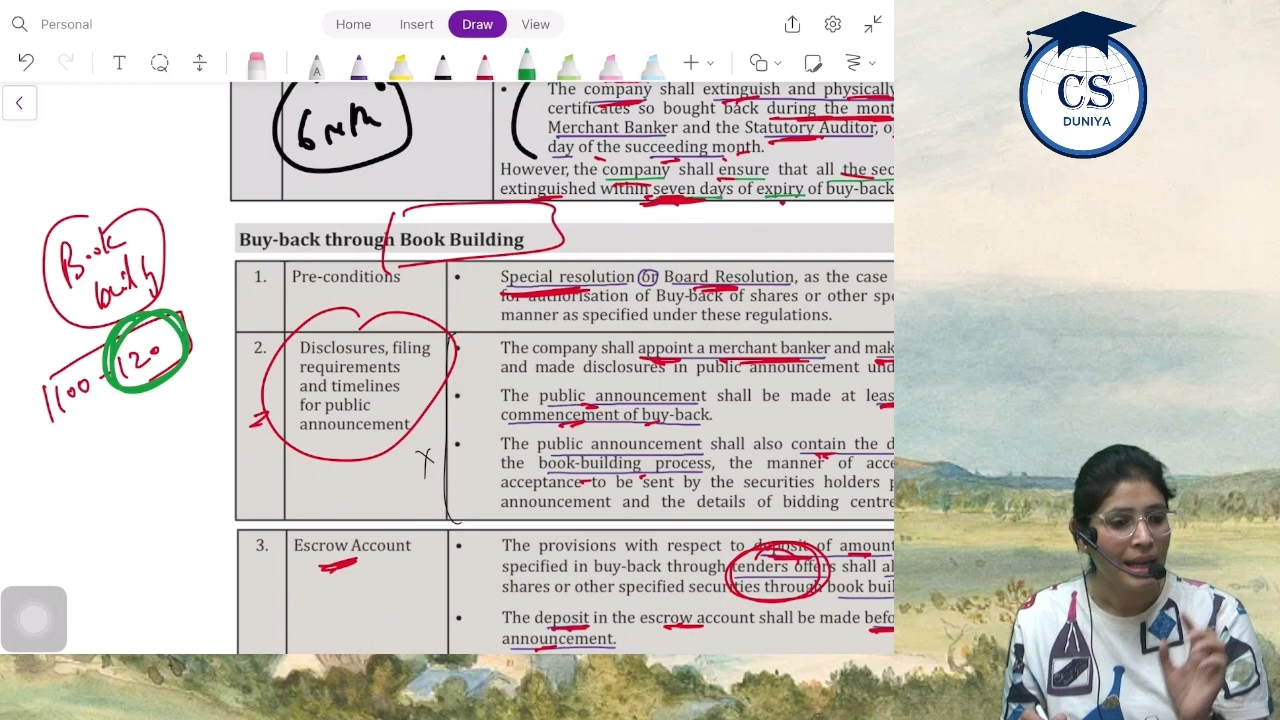 Personal
Home Insert Draw View
CS
DUNIYA
6 mth
The company shall extinguish and physically
certificates so bought back during the mont
Merchant Banker and the Statutory Auditor, o
day of the succeeding month.
However, the company shall ensure that all the sec
extinguished within seven days of expiry of buy-back
Book
Buy-back through Book Building
1. Pre-conditions
• Special resolution or Board Resolution, as the case
for authorisation of Buy-back of shares or other spe
manner as specified under these regulations.
1100 - 120
2. Disclosures, filing
requirements
and timelines
for public
announcement
The company shall appoint a merchant banker and mak
and made disclosures in public announcement und
• The public announcement shall be made at leas
commencement of buy-back.
• The public announcement shall also contain the d
the book-building process, the manner of acce
acceptance to be sent by the securities holders p
announcement and the details of bidding centre
3. Escrow Account
• The provisions with respect to deposit of amount
specified in buy-back through tenders offers shall al
shares or other specified securities through book buil
• The deposit in the escrow account shall be made befo
announcement.